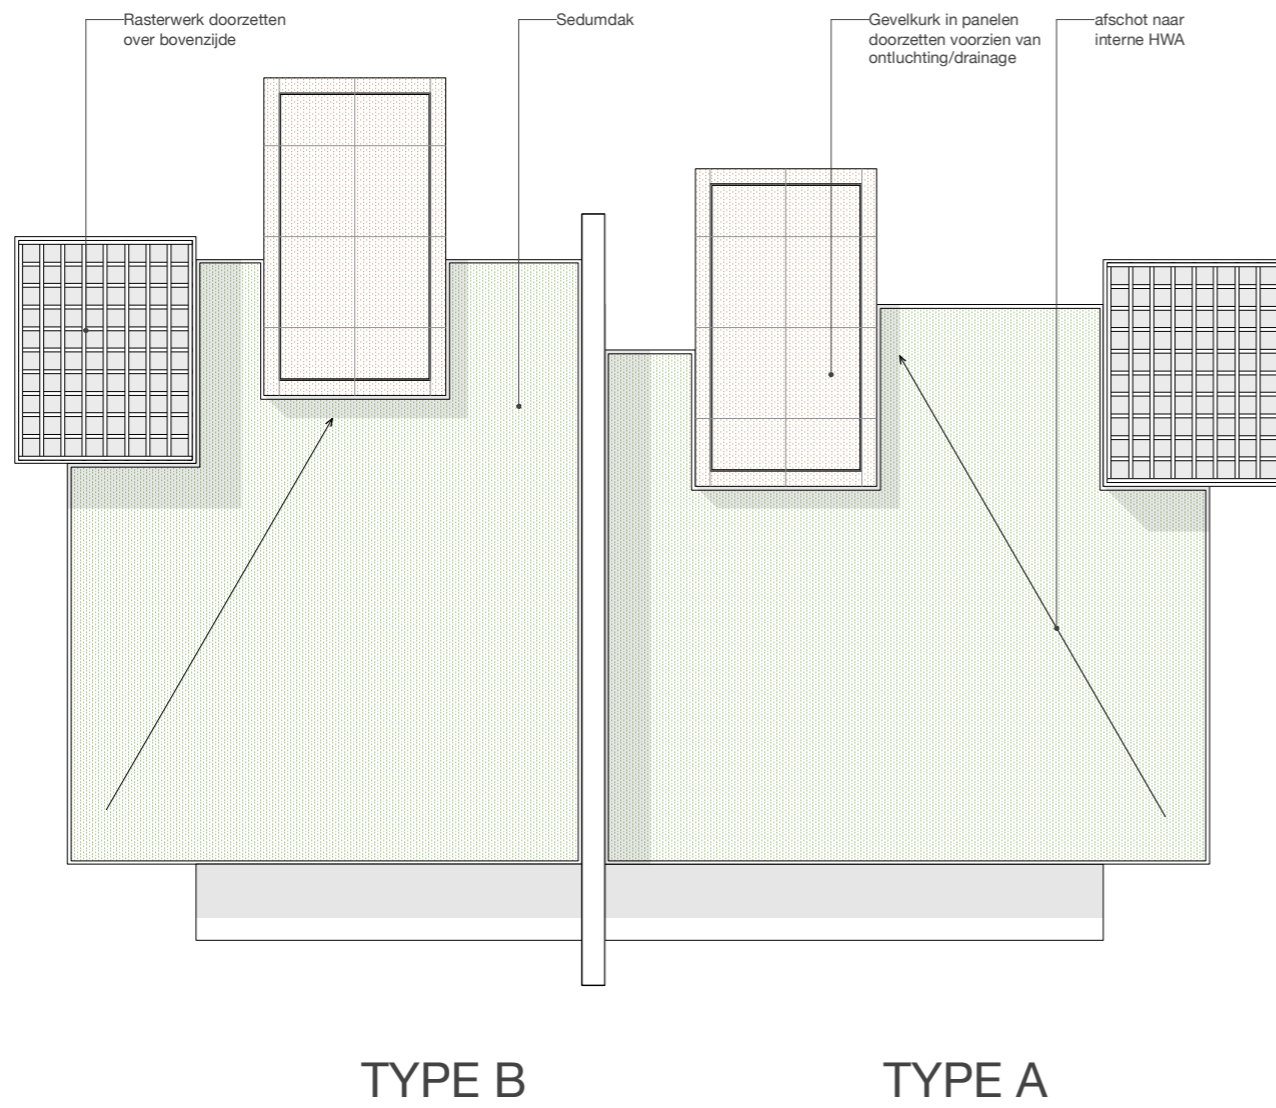 Rasterwerk doorzetten
over bovenzijde
Sedumdak
Gevelkurk in panelen
doorzetten voorzien van
ontluchting/drainage
afschot naar
interne HWA
TYPE B
TYPE A